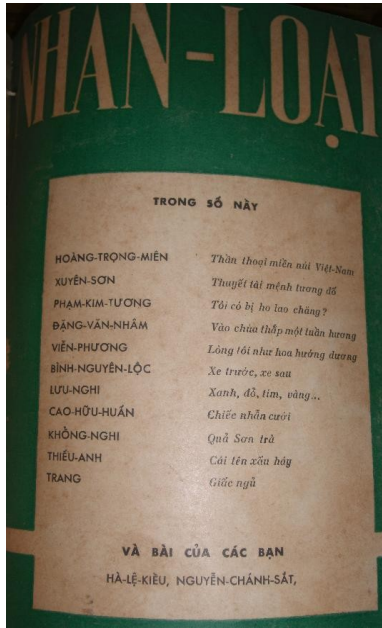 NHÂN-LOẠI
TRONG SỐ NÀY
HOÀNG-TRỌNG-MIÊN Thần thoại miền núi Việt-Nam
XUYÊN-SƠN Thuyết tài mệnh tương đố
PHẠM-KIM-TƯƠNG Tôi có bị ho lao chăng?
ĐẶNG-VĂN-NHÂM Vào chùa thắp một tuần hương
VIỄN-PHƯƠNG Lòng tôi như hoa hướng dương
BÌNH-NGUYÊN-LỘC Xe trước, xe sau
LƯU-NGHI Xanh, đỏ, tím, vàng...
CAO-HỮU-HUẤN Chiếc nhẫn cưới
KHỔNG-NGHI Quả Sơn trà
THIẾU-ANH Cái tên xấu hảy
TRANG Giấc ngủ
VÀ BÀI CỦA CÁC BẠN
HÀ-LỆ-KIỀU, NGUYỄN-CHÁNH-SẮT,